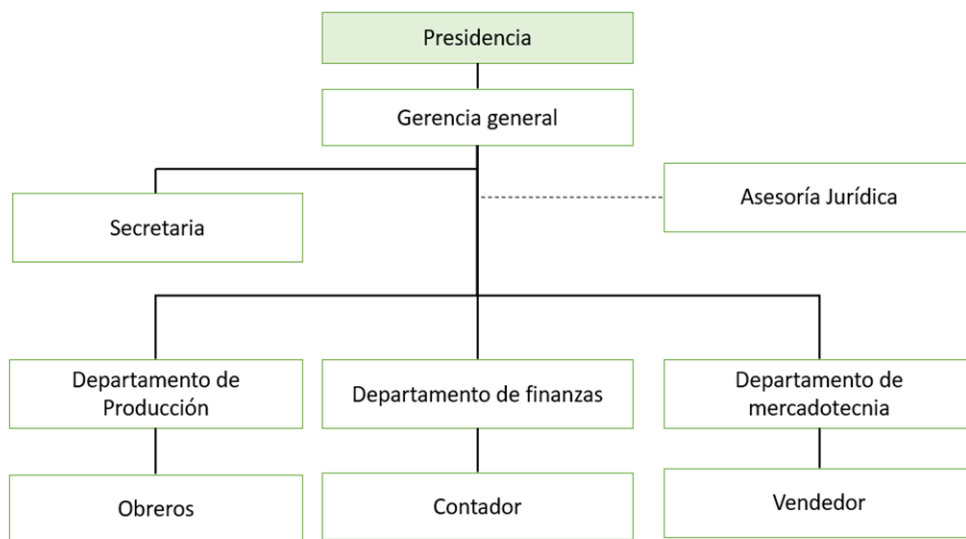 Presidencia
Gerencia general
Secretaria
Asesoría Jurídica
Departamento de
Producción
Departamento de finanzas
Departamento de
mercadotecnia
Obreros
Contador
Vendedor